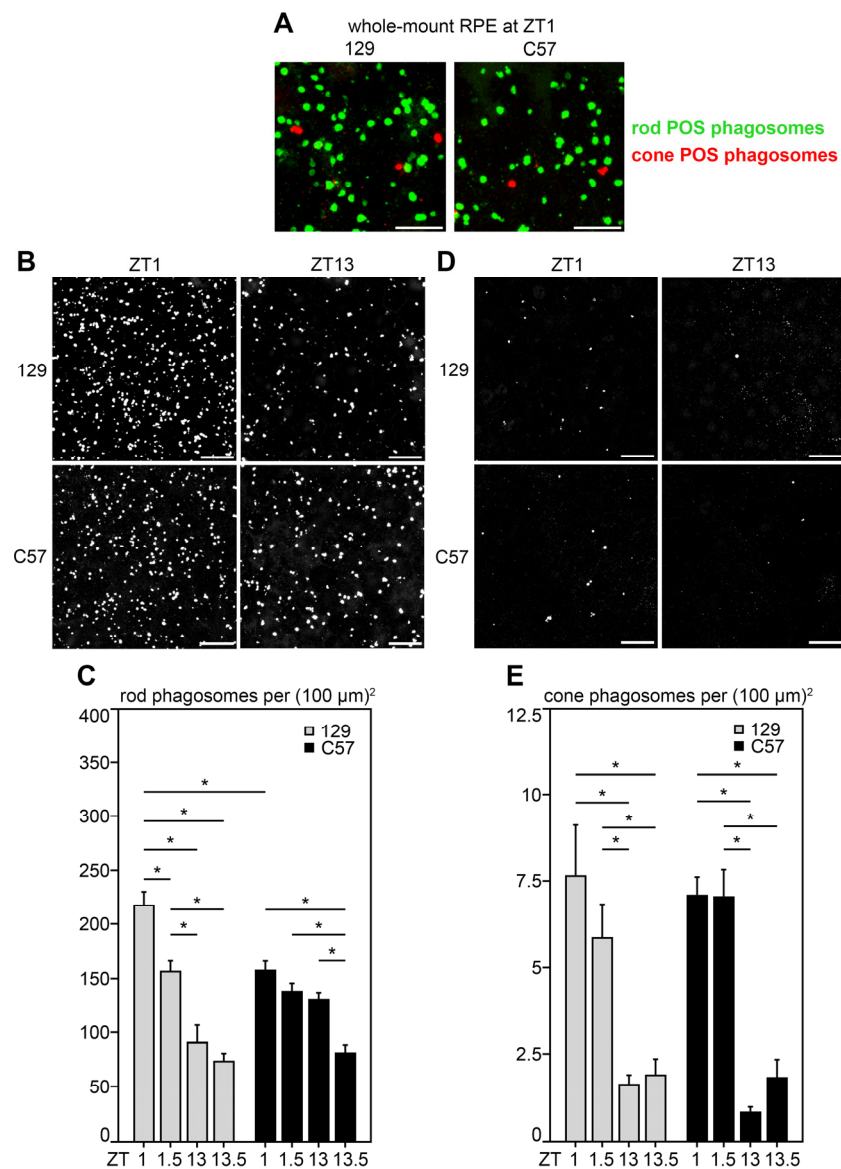 A
whole-mount RPE at ZT1
129
C57
rod POS phagosomes
cone POS phagosomes
B
ZT1
ZT13
129
C57
D
ZT1
ZT13
129
C57
C
rod phagosomes per (100 µm)²
400
350
300
250
200
150
100
50
0
129
C57
*
*
*
*
*
*
*
*
*
ZT 1 1.5 13 13.5 1 1.5 13 13.5
E
cone phagosomes per (100 µm)²
12.5
10
7.5
5
2.5
0
129
C57
*
*
*
*
*
*
*
*
ZT 1 1.5 13 13.5 1 1.5 13 13.5